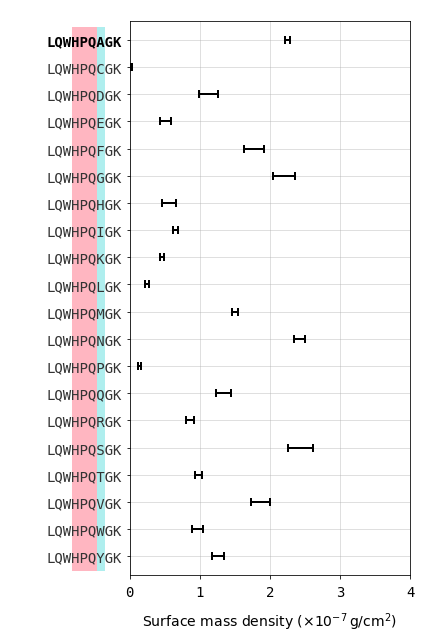 LQWHPQAGK
LQWHPQCGK
LQWHPQDGK
LQWHPQEGK
LQWHPQFGK
LQWHPQGGK
LQWHPQHGK
LQWHPQIGK
LQWHPQKGK
LQWHPQLGK
LQWHPQMGK
LQWHPQNGK
LQWHPQPGK
LQWHPQQGK
LQWHPQRGK
LQWHPQSGK
LQWHPQTGK
LQWHPQVGK
LQWHPQWGK
LQWHPQYGK
0 1 2 3 4
Surface mass density (×10⁻⁷ g/cm²)